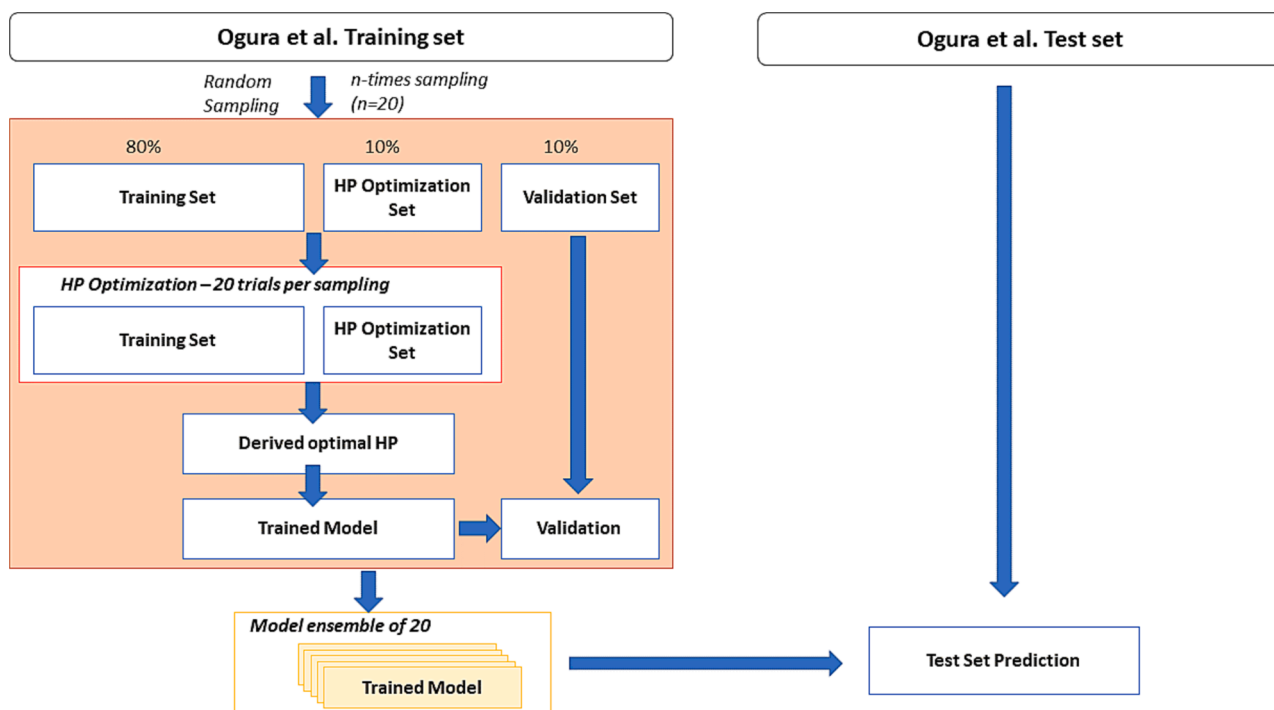 Ogura et al. Training set
Ogura et al. Test set
Random
Sampling
n-times sampling
(n=20)
80%
10%
10%
Training Set
HP Optimization
Set
Validation Set
HP Optimization – 20 trials per sampling
Training Set
HP Optimization
Set
Derived optimal HP
Trained Model
Validation
Model ensemble of 20
Trained Model
Test Set Prediction